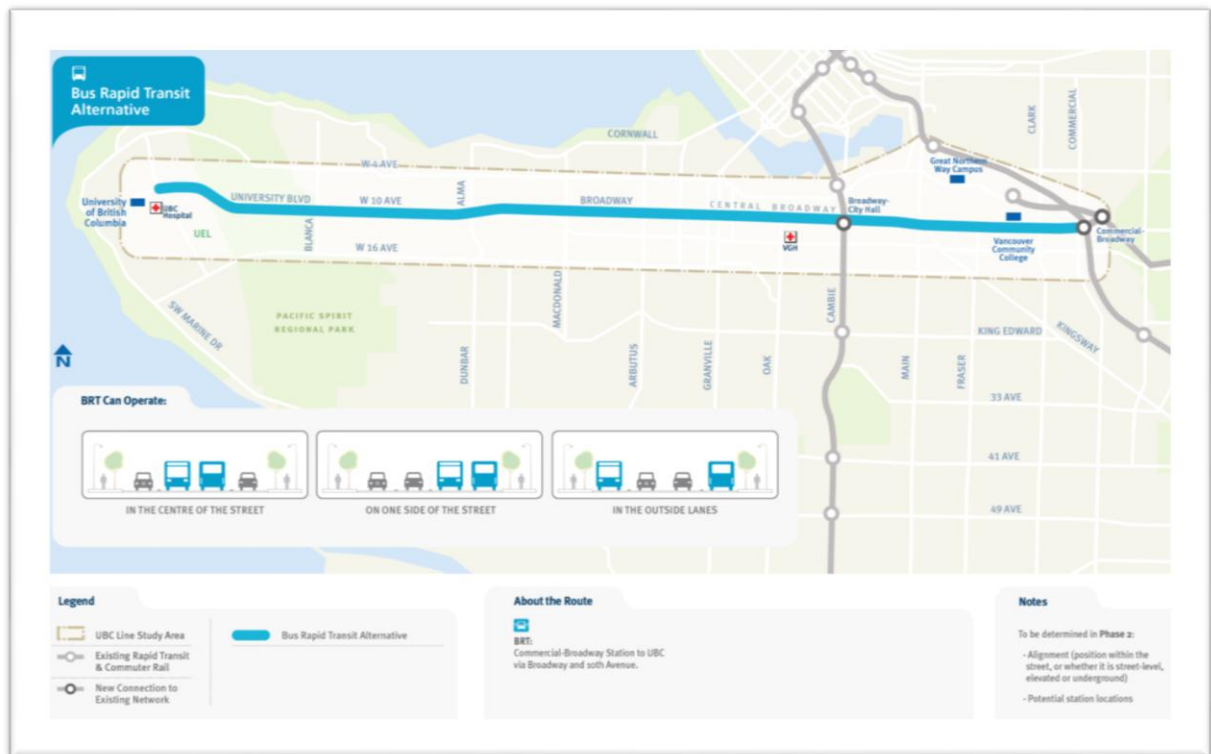 Bus Rapid Transit
Alternative
CORNWALL
CLARK
COMMERCIAL
W 4 AVE
Great Northern
Way Campus
University
of British
Columbia
UBC
Hospital
UNIVERSITY BLVD
W 10 AVE
ALMA
BROADWAY
CENTRAL BROADWAY
Broadway-
City Hall
Commercial-
Broadway
UEL
BLANCA
W 16 AVE
VGH
Vancouver
Community
College
SW MARINE DR
PACIFIC SPIRIT
REGIONAL PARK
MACDONALD
CAMBIE
KING EDWARD
KINGSWAY
N
DUNBAR
ARBUTUS
GRANVILLE
OAK
MAIN
FRASER
33 AVE
41 AVE
49 AVE
BRT Can Operate:
IN THE CENTRE OF THE STREET
ON ONE SIDE OF THE STREET
IN THE OUTSIDE LANES
Legend
UBC Line Study Area
Existing Rapid Transit
& Commuter Rail
New Connection to
Existing Network
Bus Rapid Transit Alternative
About the Route
BRT:
Commercial-Broadway Station to UBC
via Broadway and 10th Avenue.
Notes
To be determined in Phase 2:
- Alignment (position within the
street, or whether it is street-level,
elevated or underground)
- Potential station locations